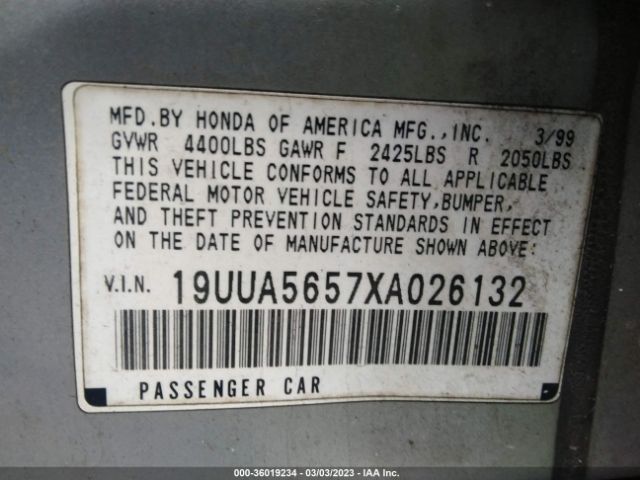 MFD.BY HONDA OF AMERICA MFG.,INC. 3/99
GVWR 4400LBS GAWR F 2425LBS R 2050LBS
THIS VEHICLE CONFORMS TO ALL APPLICABLE
FEDERAL MOTOR VEHICLE SAFETY,BUMPER,
AND THEFT PREVENTION STANDARDS IN EFFECT
ON THE DATE OF MANUFACTURE SHOWN ABOVE:
V.I.N. 19UUA5657XA026132
PASSENGER CAR
000-36019234 - 03/03/2023 - IAA Inc.